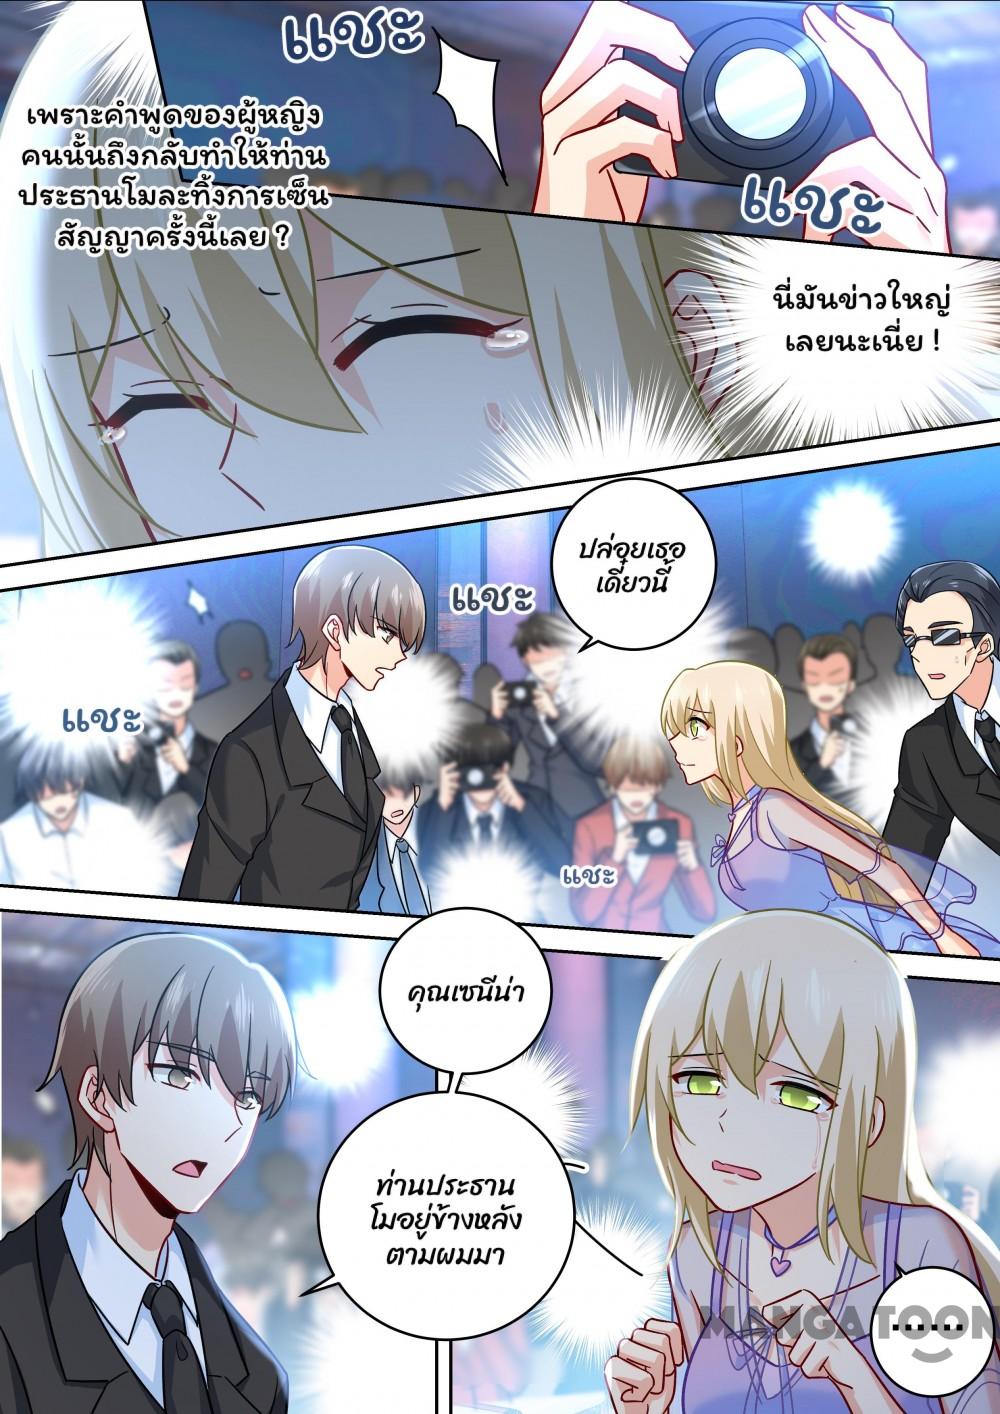 แชะ
เพราะคำพูดของผู้หญิง
คนนั้นถึงกลับทำให้ท่าน
ประธานโมละทิ้งการเซ็น
สัญญาครั้งนี้เลย ?
แชะ
นี่มันข่าวใหญ่
เลยนะเนี่ย !
ปล่อยเธอ
เดี๋ยวนี้
แชะ
แชะ
แชะ
คุณเซนีน่า
ท่านประธาน
โมอยู่ข้างหลัง
ตามผมมา
.......
MANGATOON